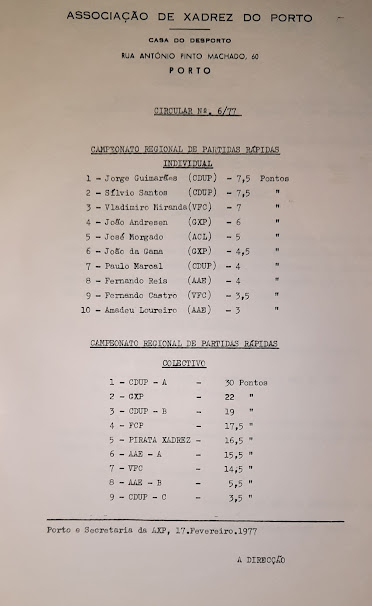 ASSOCIAÇÃO DE XADREZ DO PORTO
CASA DO DESPORTO
RUA ANTÓNIO PINTO MACHADO, 60
PORTO
CIRCULAR Nº. 6/77
CAMPEONATO REGIONAL DE PARTIDAS RÁPIDAS
INDIVIDUAL
1 - Jorge Guimarães (CDUP) - 7,5 Pontos
2 - Sílvio Santos (CDUP) - 7,5 "
3 - Vladimiro Miranda(VFC) - 7 "
4 - João Andresen (GXP) - 6 "
5 - José Morgado (ACL) - 5 "
6 - João da Gama (GXP) - 4,5 "
7 - Paulo Marcal (CDUP) - 4 "
8 - Fernando Reis (AAE) - 4 "
9 - Fernando Castro (VFC) - 3,5 "
10 - Amadeu Loureiro (AAE) - 3 "
CAMPEONATO REGIONAL DE PARTIDAS RÁPIDAS
COLECTIVO
1 - CDUP - A - 30 Pontos
2 - GXP - 22 "
3 - CDUP - B - 19 "
4 - FCP - 17,5 "
5 - PIRATA XADREZ - 16,5 "
6 - AAE - A - 15,5 "
7 - VFC - 14,5 "
8 - AAE - B - 5,5 "
9 - CDUP - C - 3,5 "
Porto e Secretaria da AXP, 17.Fevereiro.1977
A DIRECÇÃO